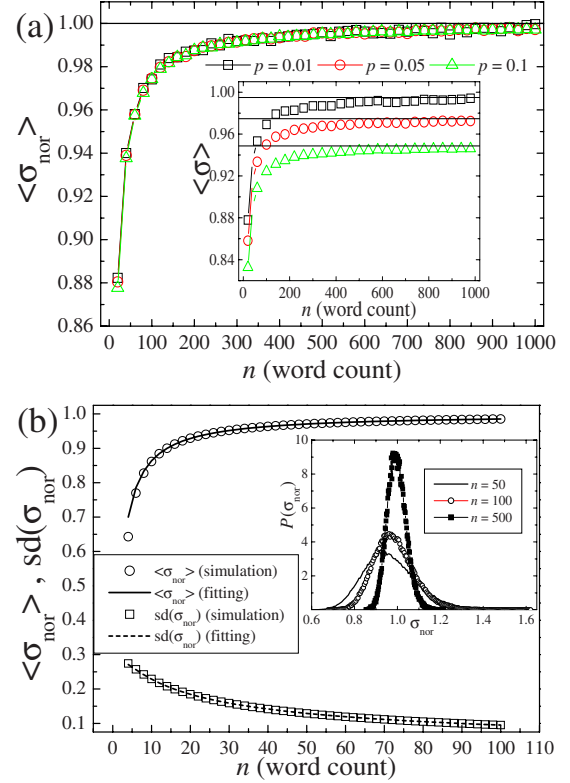 (a)
1.00
0.98
0.96
0.94
0.92
0.90
0.88
0.86
<σnor>
p = 0.01 p = 0.05 p = 0.1
1.00
0.96
0.92
0.88
0.84
<σ>
0 200 400 600 800 1000
n (word count)
0 100 200 300 400 500 600 700 800 900 1000
n (word count)
(b)
1.0
0.9
0.8
0.7
0.6
0.5
0.4
0.3
0.2
0.1
<σnor> , sd(σnor)
<σnor> (simulation)
<σnor> (fitting)
sd(σnor) (simulation)
sd(σnor) (fitting)
10
8
6
4
2
P(σnor)
n = 50
n = 100
n = 500
0.6 0.8 1.0 1.2 1.4 1.6
σnor
0 10 20 30 40 50 60 70 80 90 100 110
n (word count)